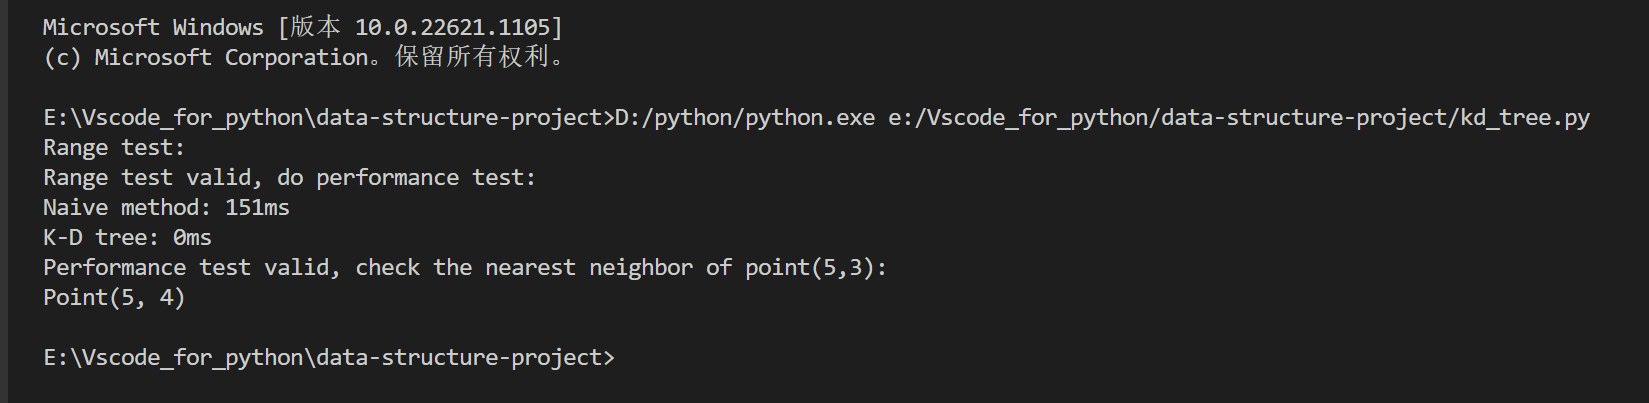 Microsoft Windows [版本 10.0.22621.1105]
(c) Microsoft Corporation。保留所有权利。
E:\Vscode_for_python\data-structure-project>D:/python/python.exe e:/Vscode_for_python/data-structure-project/kd_tree.py
Range test:
Range test valid, do performance test:
Naive method: 151ms
K-D tree: 0ms
Performance test valid, check the nearest neighbor of point(5,3):
Point(5, 4)
E:\Vscode_for_python\data-structure-project>